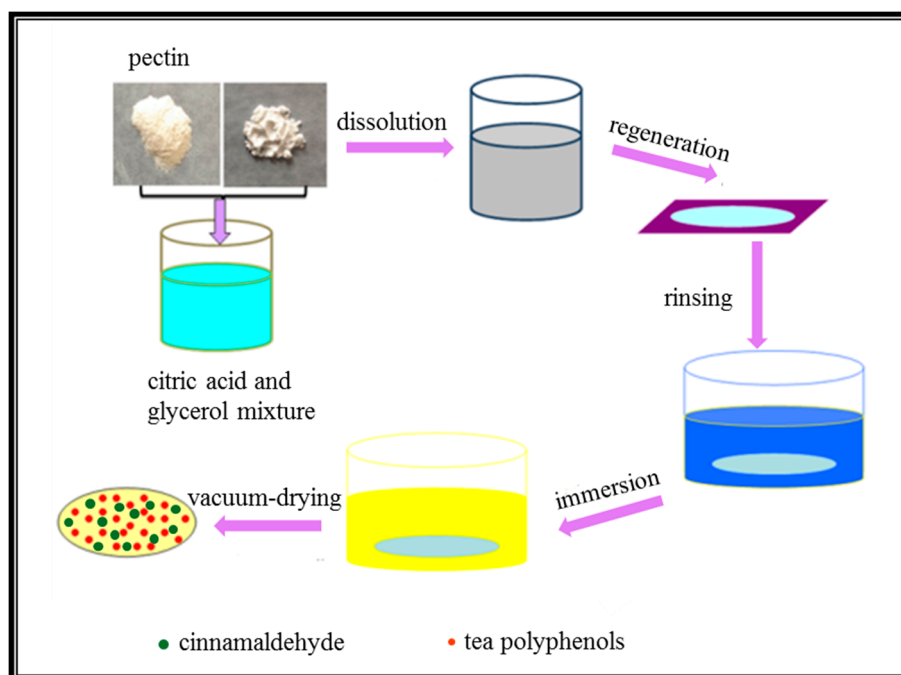 pectin
dissolution
regeneration
rinsing
citric acid and
glycerol mixture
immersion
vacuum-drying
cinnamaldehyde
tea polyphenols